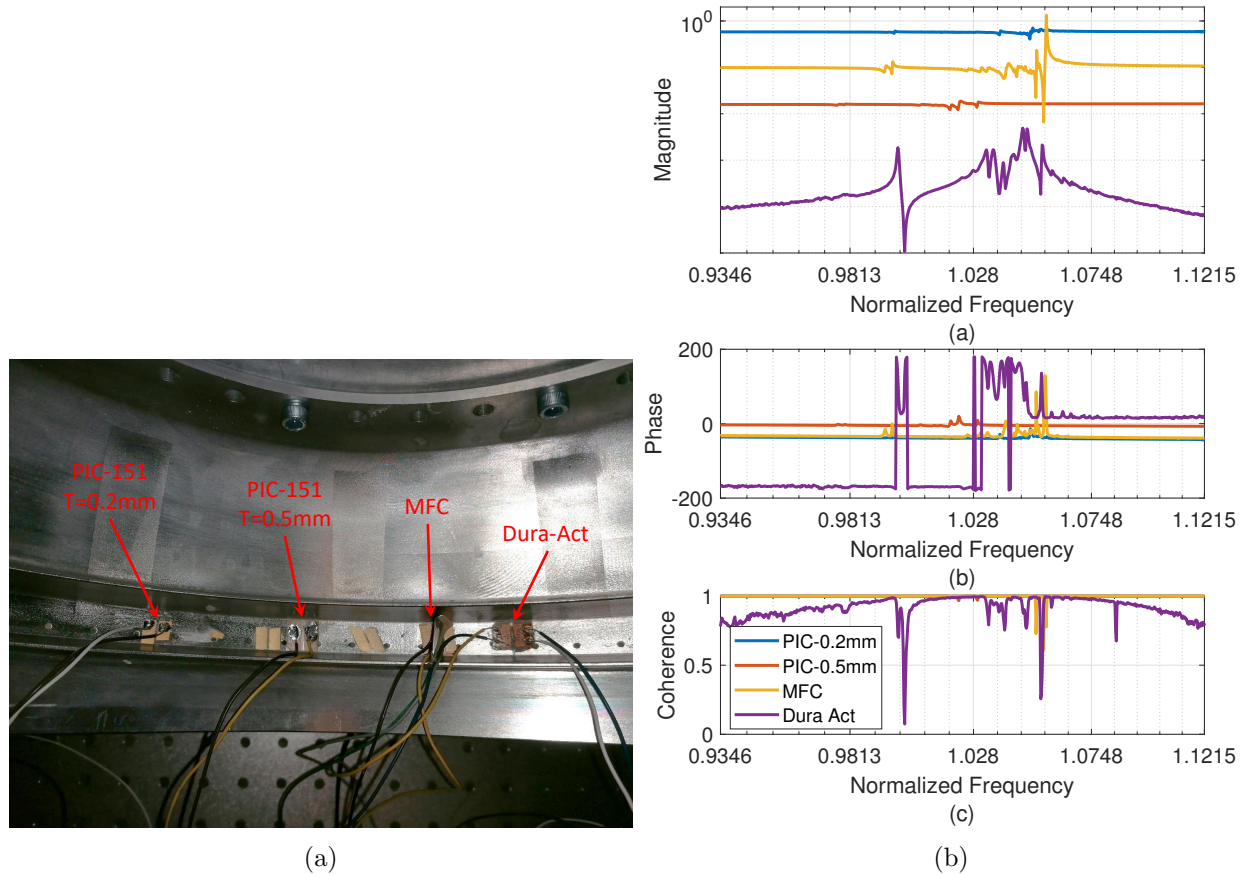 10^0
Magnitude
0.9346 0.9813 1.028 1.0748 1.1215
Normalized Frequency
(a)
200
0
-200
Phase
0.9346 0.9813 1.028 1.0748 1.1215
Normalized Frequency
(b)
1
0.5
0
Coherence
PIC-0.2mm
PIC-0.5mm
MFC
Dura Act
0.9346 0.9813 1.028 1.0748 1.1215
Normalized Frequency
(c)
PIC-151
T=0.2mm
PIC-151
T=0.5mm
MFC
Dura-Act
(a)
(b)